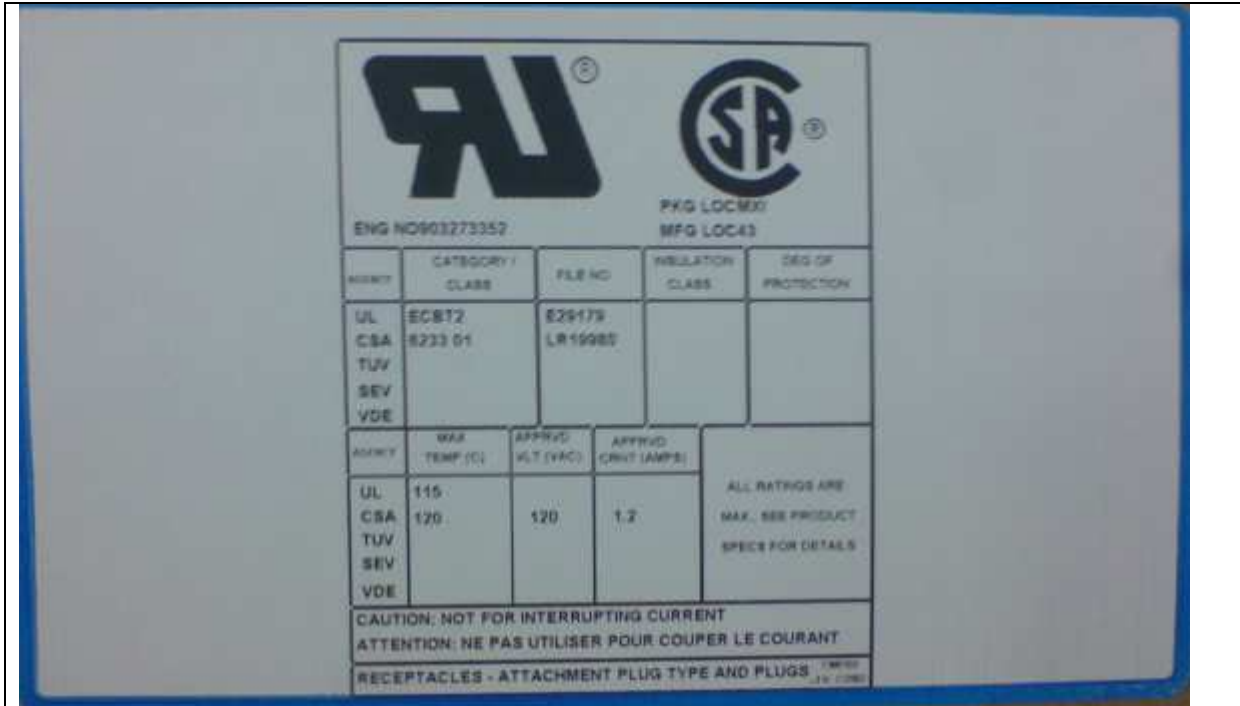 RU ®
CSA ®
PKG LOCMXI
ENG NO903273352 MFG LOC43
AGENCY CATEGORY / CLASS FILE NO INSULATION CLASS DEG OF PROTECTION
UL ECBT2 E29179
CSA 6233 01
TUV
SEV
VDE
AGENCY MAX TEMP (C) APPRVD VLT (VAC) APPRVD CRNT (AMPS)
UL 115
CSA 120 120 1.2
TUV
SEV
VDE
ALL RATINGS ARE
MAX. SEE PRODUCT
SPECS FOR DETAILS
CAUTION: NOT FOR INTERRUPTING CURRENT
ATTENTION: NE PAS UTILISER POUR COUPER LE COURANT
RECEPTACLES - ATTACHMENT PLUG TYPE AND PLUGS